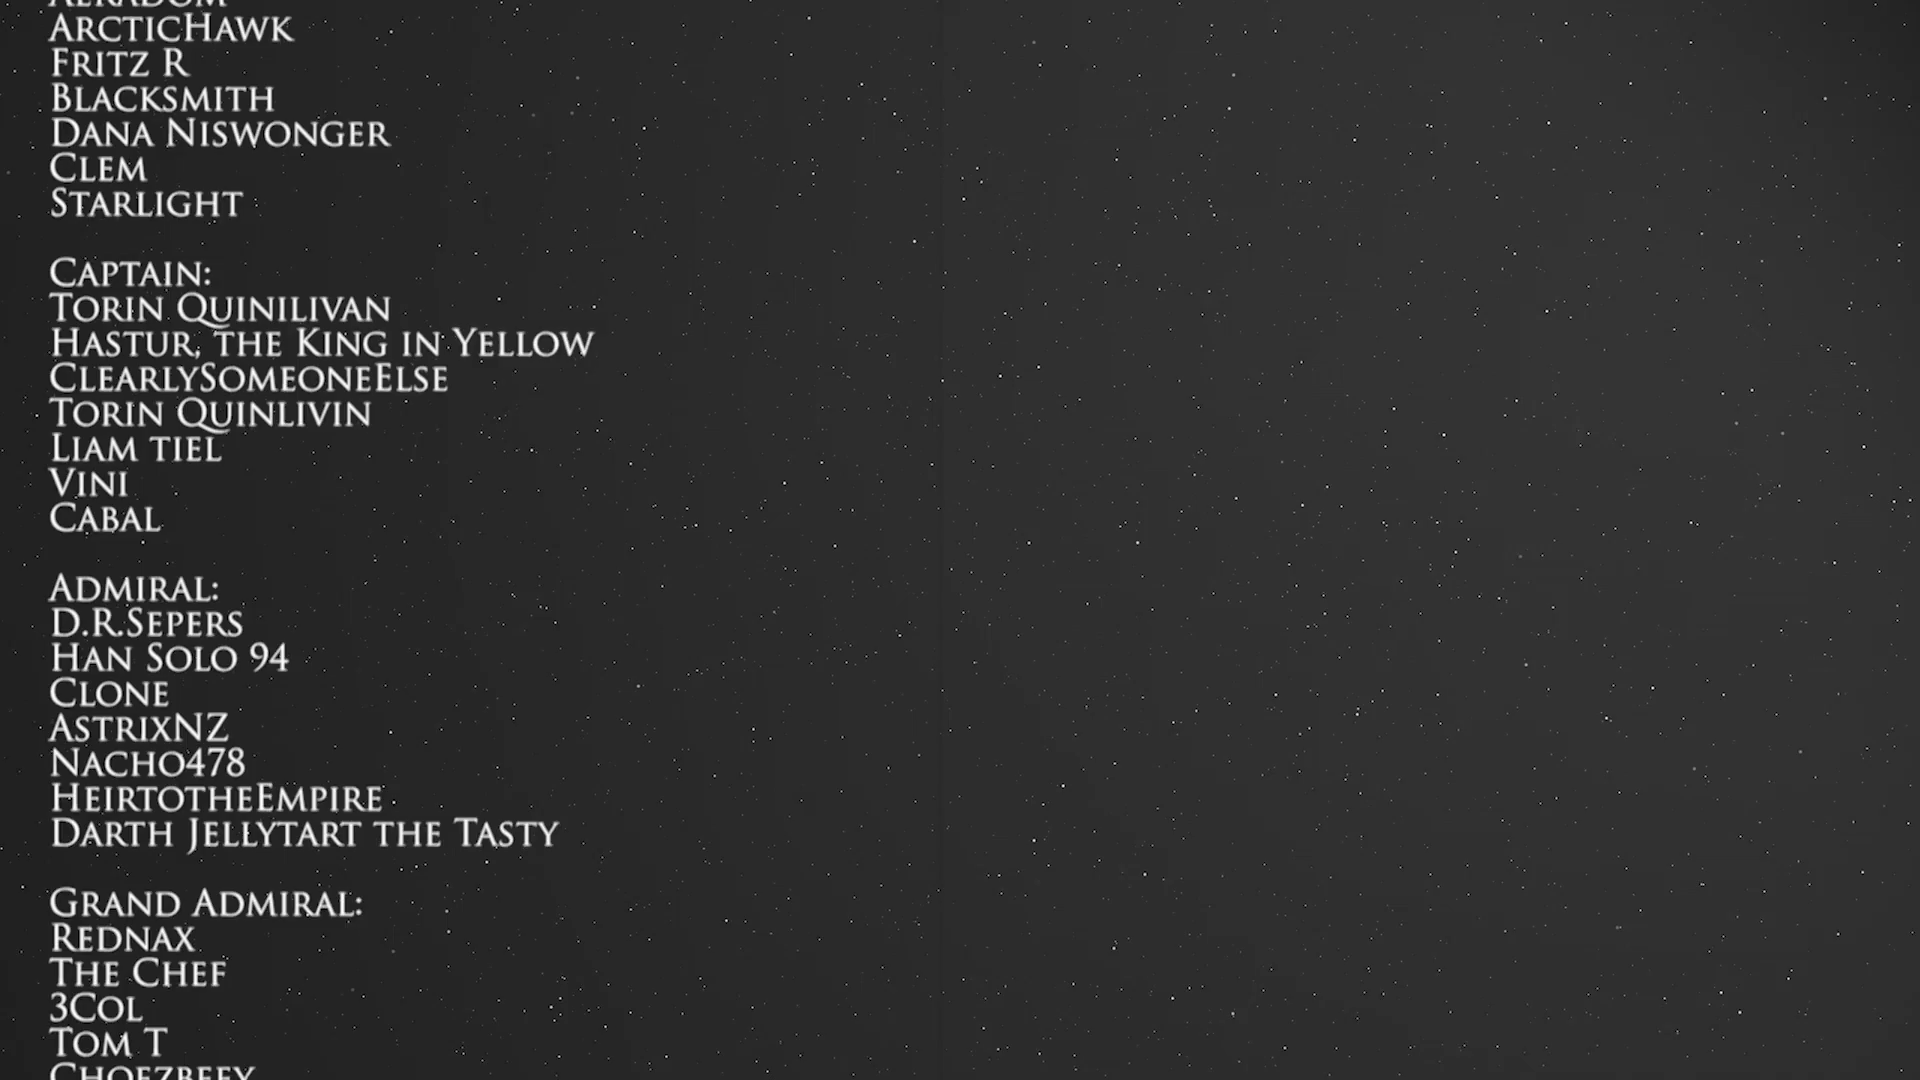 ArcticHawk
Fritz R
Blacksmith
Dana Niswonger
Clem
Starlight
Captain:
Torin Quinilivan
Hastur, the King in Yellow
ClearlySomeoneElse
Torin Quinlivin
Liam tiel
Vini
Cabal
Admiral:
D.R.Sepers
Han Solo 94
Clone
AstrixNZ
Nacho478
HeirtotheEmpire
Darth Jellytart the Tasty
Grand Admiral:
Rednax
The Chef
3Col
Tom T